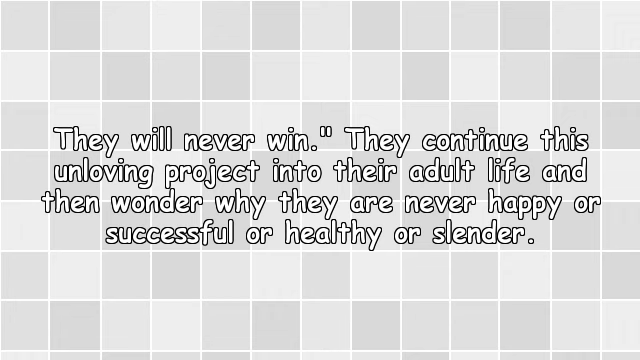 They will never win." They continue this
unloving project into their adult life and
then wonder why they are never happy or
successful or healthy or slender.